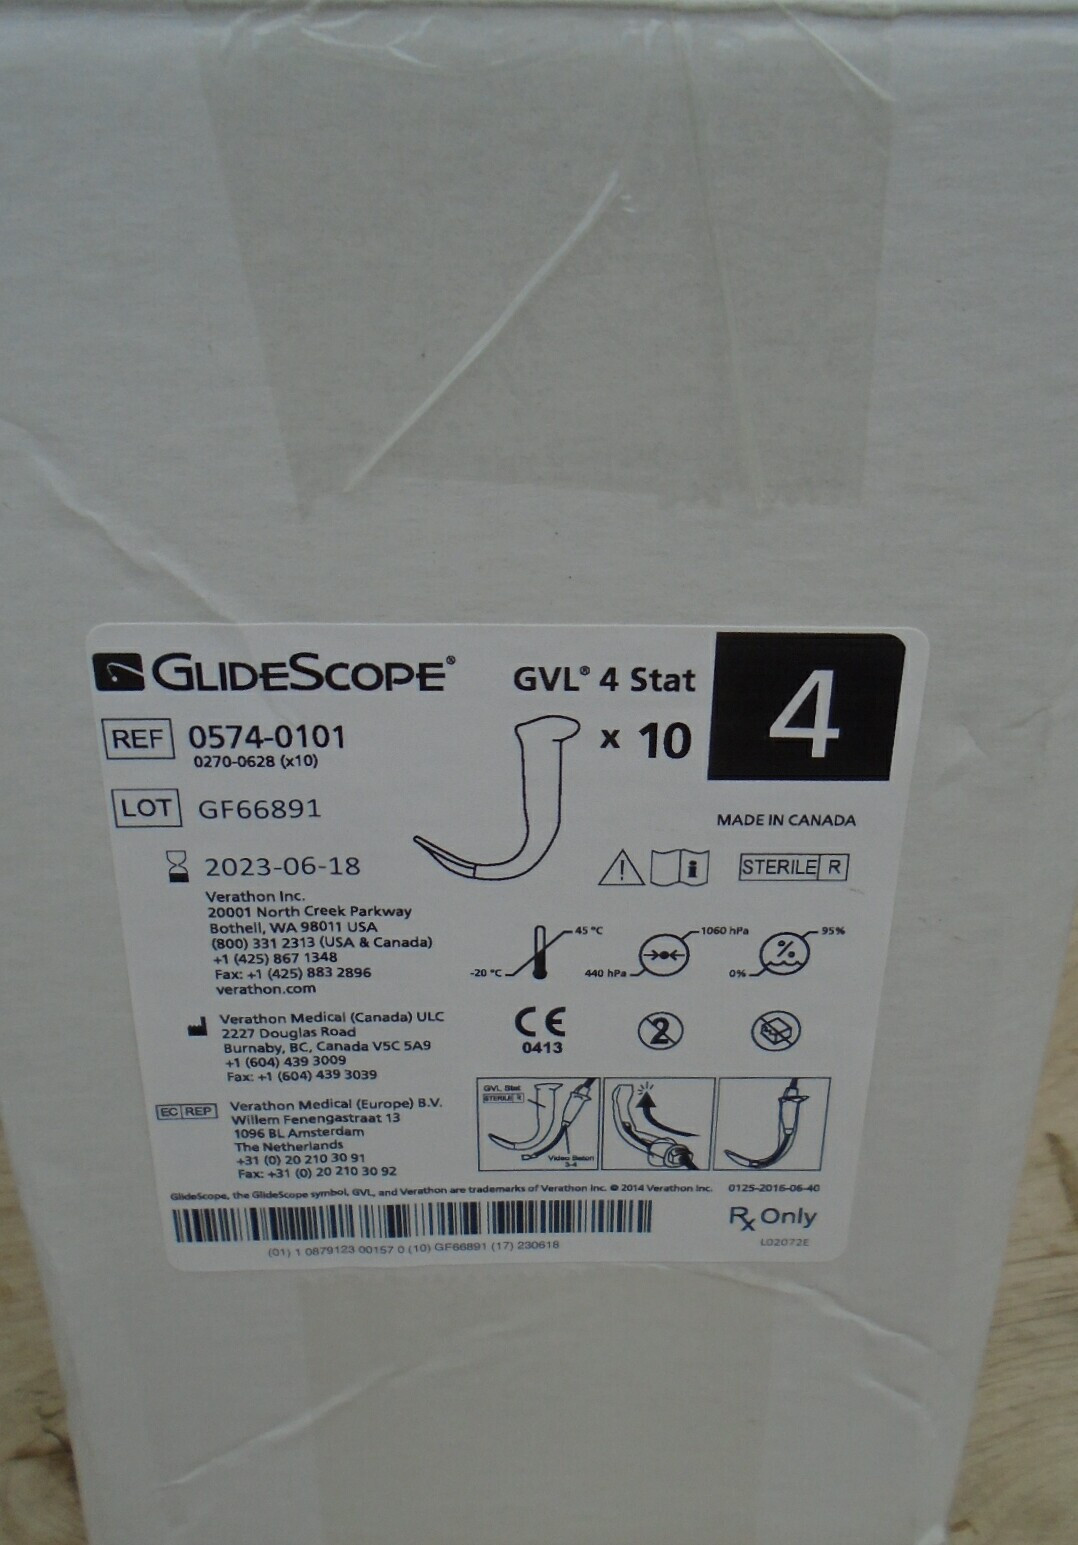 GLIDESCOPE®
GVL® 4 Stat
x 10
4
REF 0574-0101
0270-0628 (x10)
LOT GF66891
MADE IN CANADA
2023-06-18
STERILE R
Verathon Inc.
20001 North Creek Parkway
Bothell, WA 98011 USA
(800) 331 2313 (USA & Canada)
+1 (425) 867 1348
Fax: +1 (425) 883 2896
verathon.com
-20 °C 45 °C
440 hPa 1060 hPa
0% % 95%
Verathon Medical (Canada) ULC
2227 Douglas Road
Burnaby, BC, Canada V5C 5A9
+1 (604) 439 3009
Fax: +1 (604) 439 3039
CE
0413
2
EC REP
Verathon Medical (Europe) B.V.
Willem Fenengastraat 13
1096 BL Amsterdam
The Netherlands
+31 (0) 20 210 30 91
Fax: +31 (0) 20 210 30 92
GVL Stat
STERILE R
Video Baton
3-4
GlideScope, the GlideScope symbol, GVL, and Verathon are trademarks of Verathon Inc. © 2014 Verathon Inc.
0125-2016-06-40
(01) 1 0879123 00157 0 (10) GF66891 (17) 230618
Rx Only
L02072E